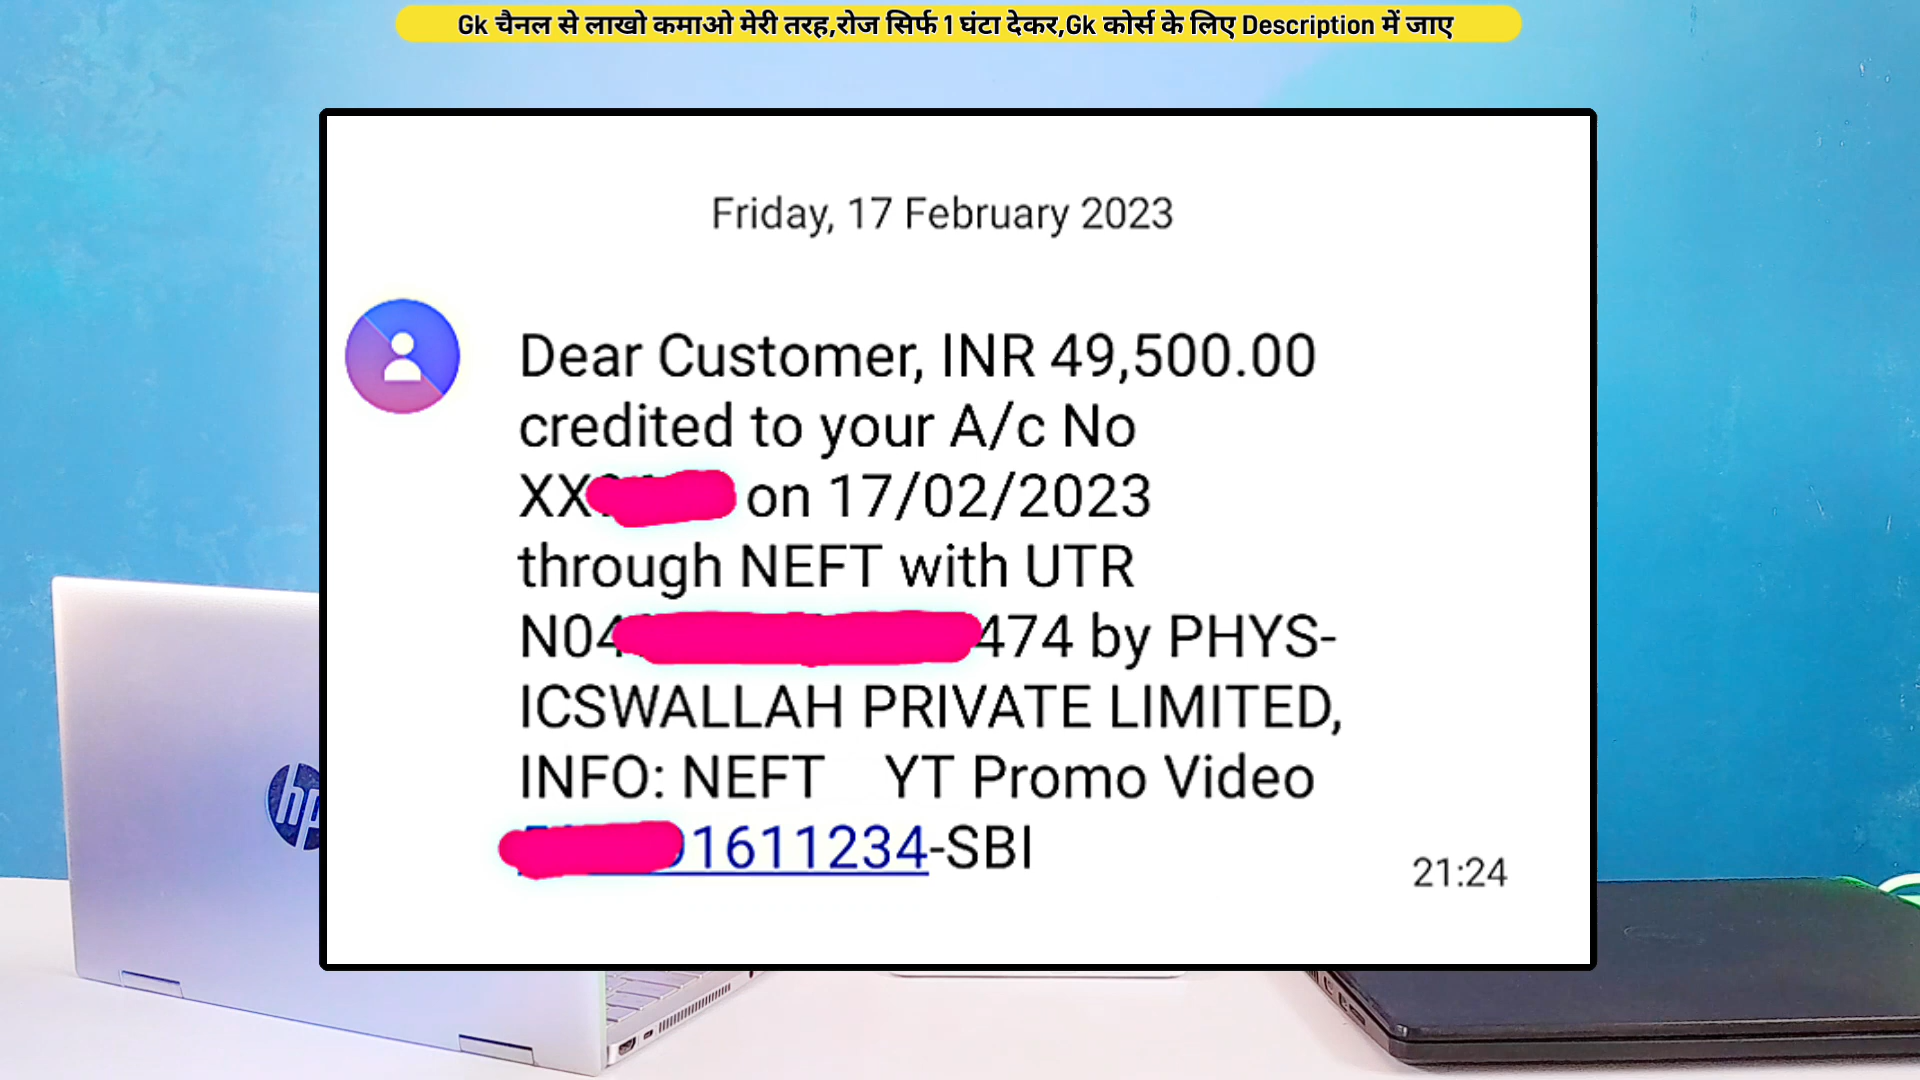 Gk चैनल से लाखो कमाओ मेरी तरह,रोज सिर्फ 1 घंटा देकर,Gk कोर्स के लिए Description में जाए
Friday, 17 February 2023
Dear Customer, INR 49,500.00
credited to your A/c No
XX on 17/02/2023
through NEFT with UTR
N04 474 by PHYS-
ICSWALLAH PRIVATE LIMITED,
INFO: NEFT YT Promo Video
1611234-SBI
21:24
hp